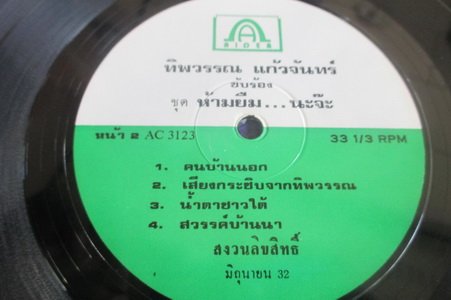 RIDER
ทิพวรรณ แก้วจันทร์
ขับร้อง
ชุด ห้ามยืม...นะจ๊ะ
หน้า 2 AC 3123 33 1/3 RPM
1. คนบ้านนอก
2. เสียงกระซิบจากทิพวรรณ
3. น้ำตาชาวใต้
4. สวรรค์บ้านนา
สงวนลิขสิทธิ์
มิถุนายน 32